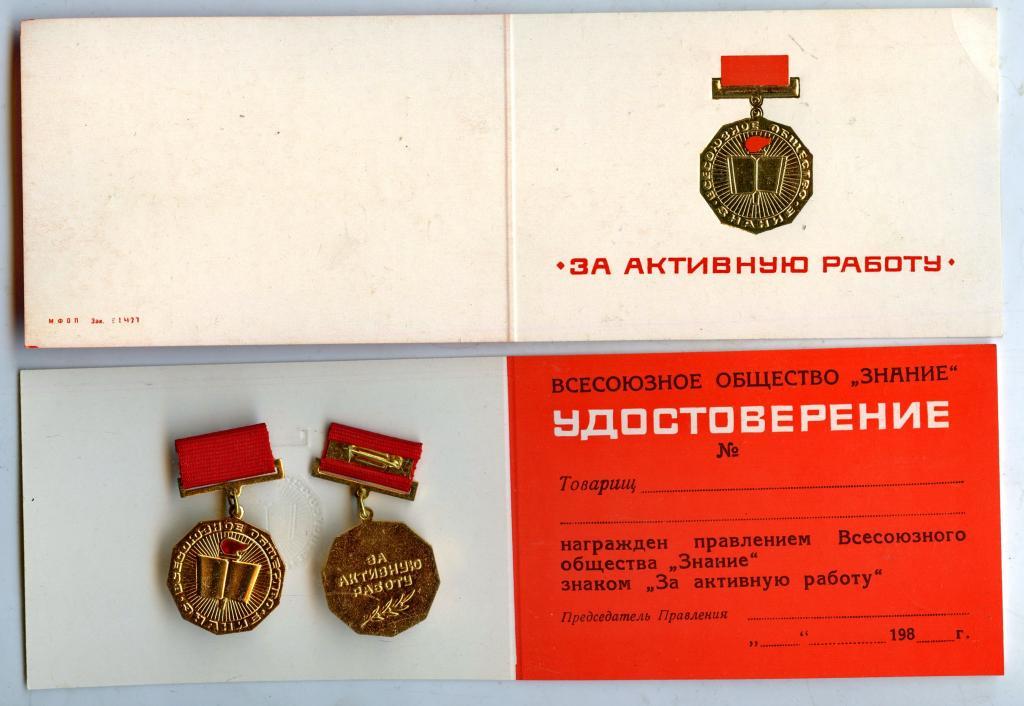 ВСЕСОЮЗНОЕ ОБЩЕСТВО
• ЗНАНИЕ •
• ЗА АКТИВНУЮ РАБОТУ •
МФОП Зак.
ВСЕСОЮЗНОЕ ОБЩЕСТВО „ЗНАНИЕ“
УДОСТОВЕРЕНИЕ
№
Товарищ
награжден правлением Всесоюзного
общества „Знание“
знаком „За активную работу“
Председатель Правления
„ “ 198 г.
ВСЕСОЮЗНОЕ ОБЩЕСТВО
• ЗНАНИЕ •
ЗА
АКТИВНУЮ
РАБОТУ